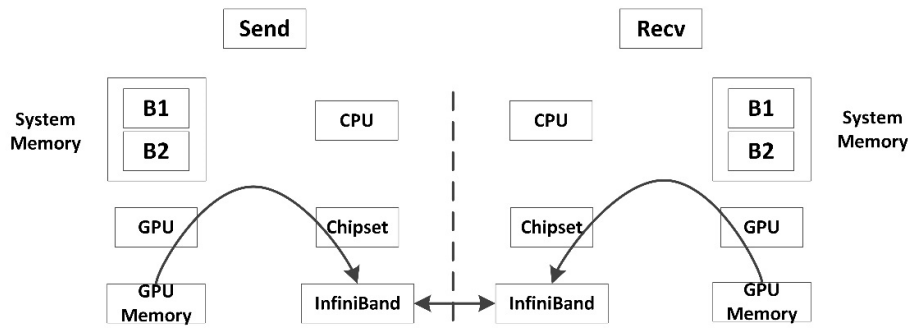 Send
Recv
System
Memory
B1
B2
CPU
CPU
B1
B2
System
Memory
GPU
Chipset
Chipset
GPU
GPU
Memory
InfiniBand
InfiniBand
GPU
Memory